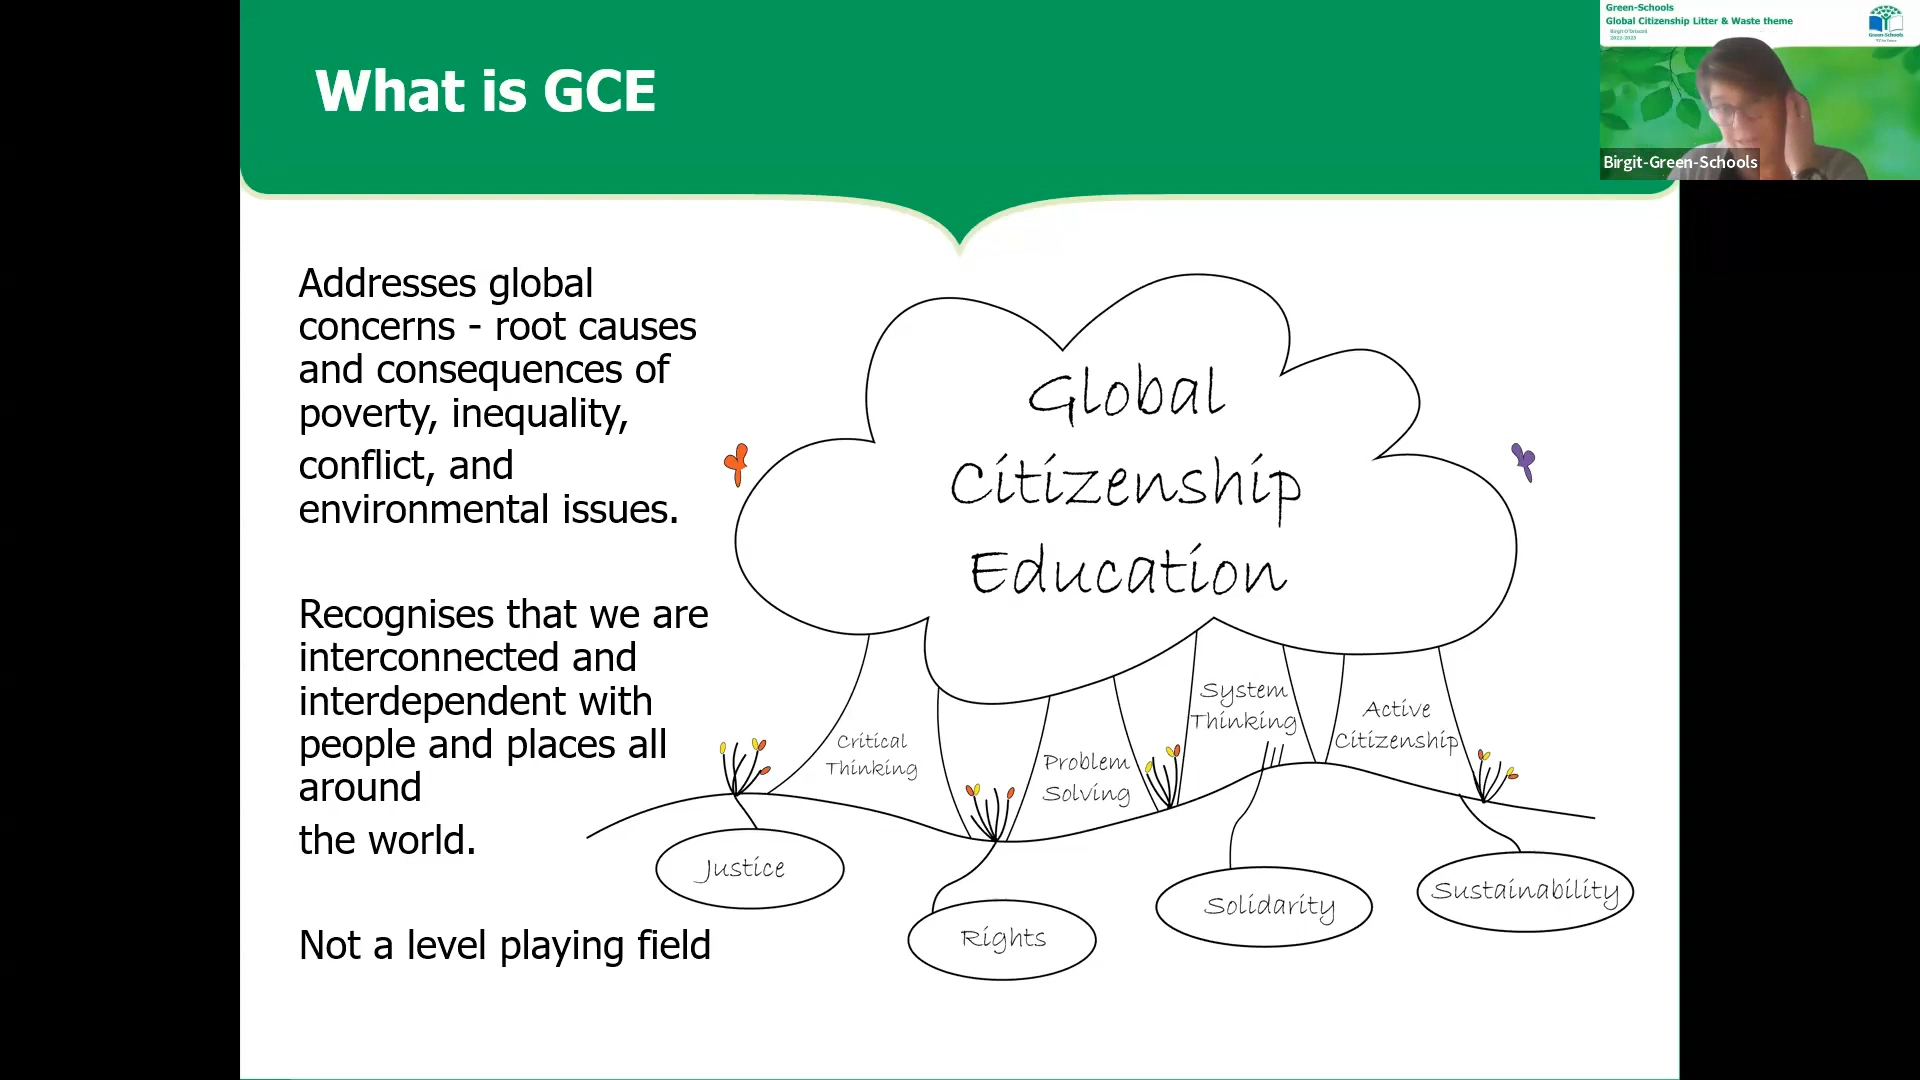 What is GCE
Green-Schools
Global Citizenship Litter & Waste theme
Birgit O'Driscoll
2022-2023
Green-Schools
Birgit-Green-Schools
Addresses global
concerns - root causes
and consequences of
poverty, inequality,
conflict, and
environmental issues.
Recognises that we are
interconnected and
interdependent with
people and places all
around
the world.
Not a level playing field
Global
Citizenship
Education
Critical
Thinking
Problem
Solving
System
Thinking
Active
Citizenship
Justice
Rights
Solidarity
Sustainability